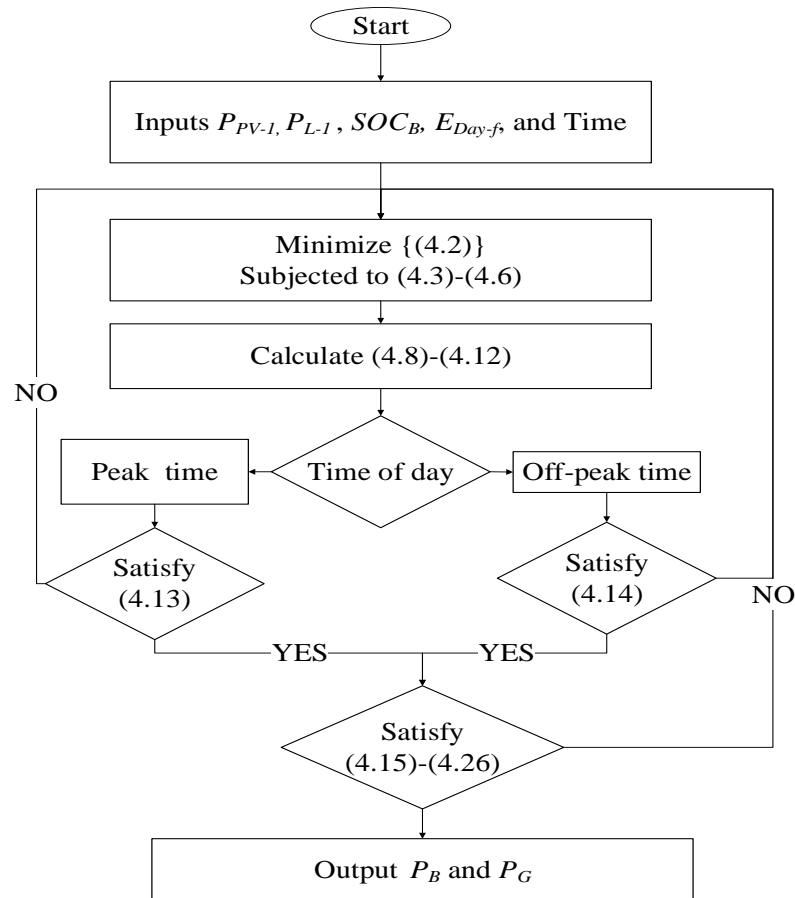 Start
Inputs P_PV-1, P_L-1 , SOC_B, E_Day-f, and Time
Minimize {(4.2)}
Subjected to (4.3)-(4.6)
Calculate (4.8)-(4.12)
NO
Peak time
Time of day
Off-peak time
Satisfy
(4.13)
Satisfy
(4.14)
NO
YES
YES
Satisfy
(4.15)-(4.26)
Output P_B and P_G